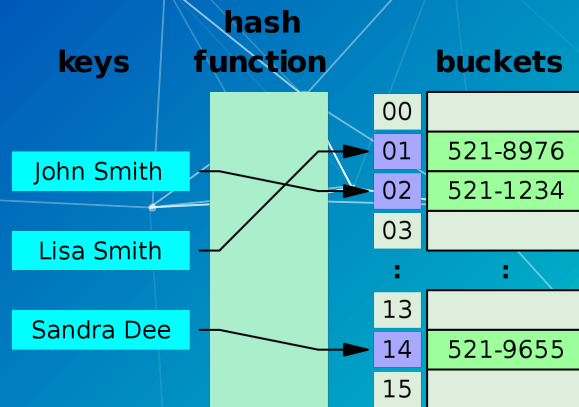 hash
keys function buckets
00
01 521-8976
John Smith
02 521-1234
Lisa Smith
03
: :
13
Sandra Dee
14 521-9655
15